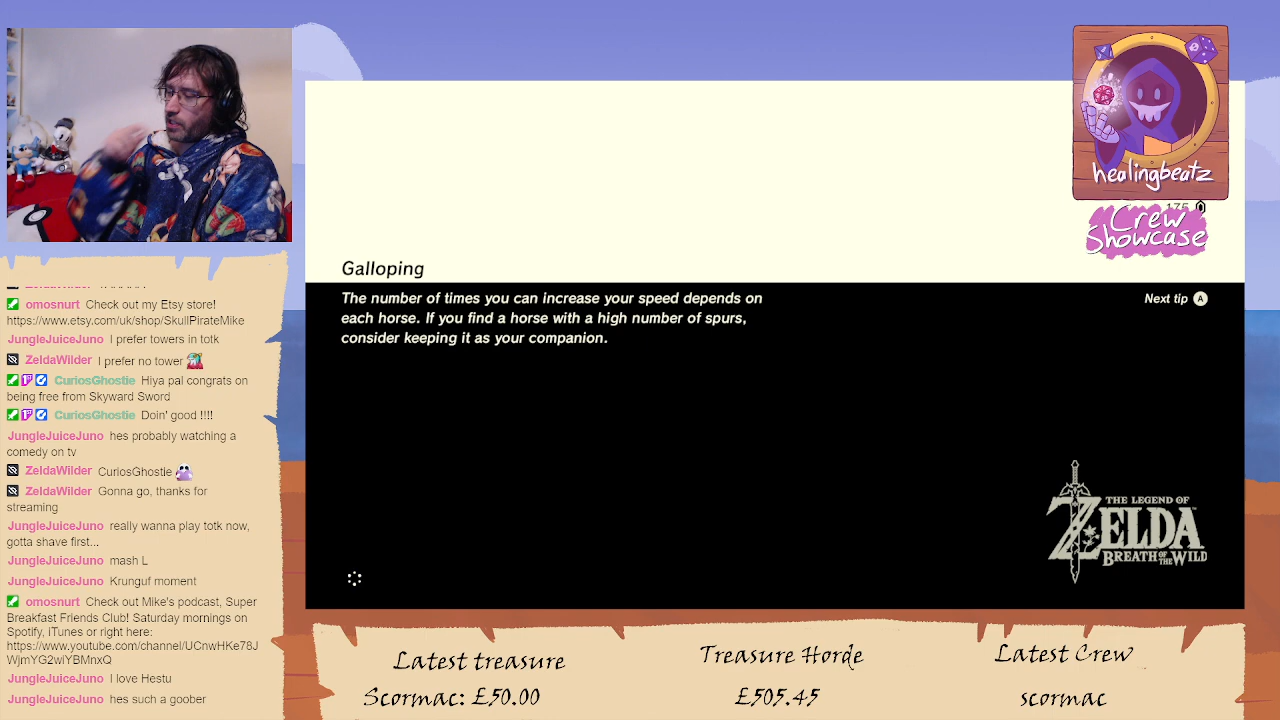 omosnurt Check out my Etsy store!
https://www.etsy.com/uk/shop/SkullPirateMike
JungleJuiceJuno I prefer towers in totk
ZeldaWilder I prefer no tower
CuriosGhostie Hiya pal congrats on
being free from Skyward Sword
CuriosGhostie Doin' good !!!!
JungleJuiceJuno hes probably watching a
comedy on tv
ZeldaWilder CuriosGhostie
ZeldaWilder Gonna go, thanks for
streaming
JungleJuiceJuno really wanna play totk now,
gotta shave first...
JungleJuiceJuno mash L
JungleJuiceJuno Krunguf moment
omosnurt Check out Mike's podcast, Super
Breakfast Friends Club! Saturday mornings on
Spotify, iTunes or right here:
https://www.youtube.com/channel/UCnwHKe78J
WjmYG2wlYBMnxQ
JungleJuiceJuno I love Hestu
JungleJuiceJuno hes such a goober
healingbeatz
Crew
Showcase
Galloping
The number of times you can increase your speed depends on
each horse. If you find a horse with a high number of spurs,
consider keeping it as your companion.
Next tip A
THE LEGEND OF
ZELDA
BREATH OF THE WILD
Latest treasure
Scormac: £50.00
Treasure Horde
£505.45
Latest Crew
scormac